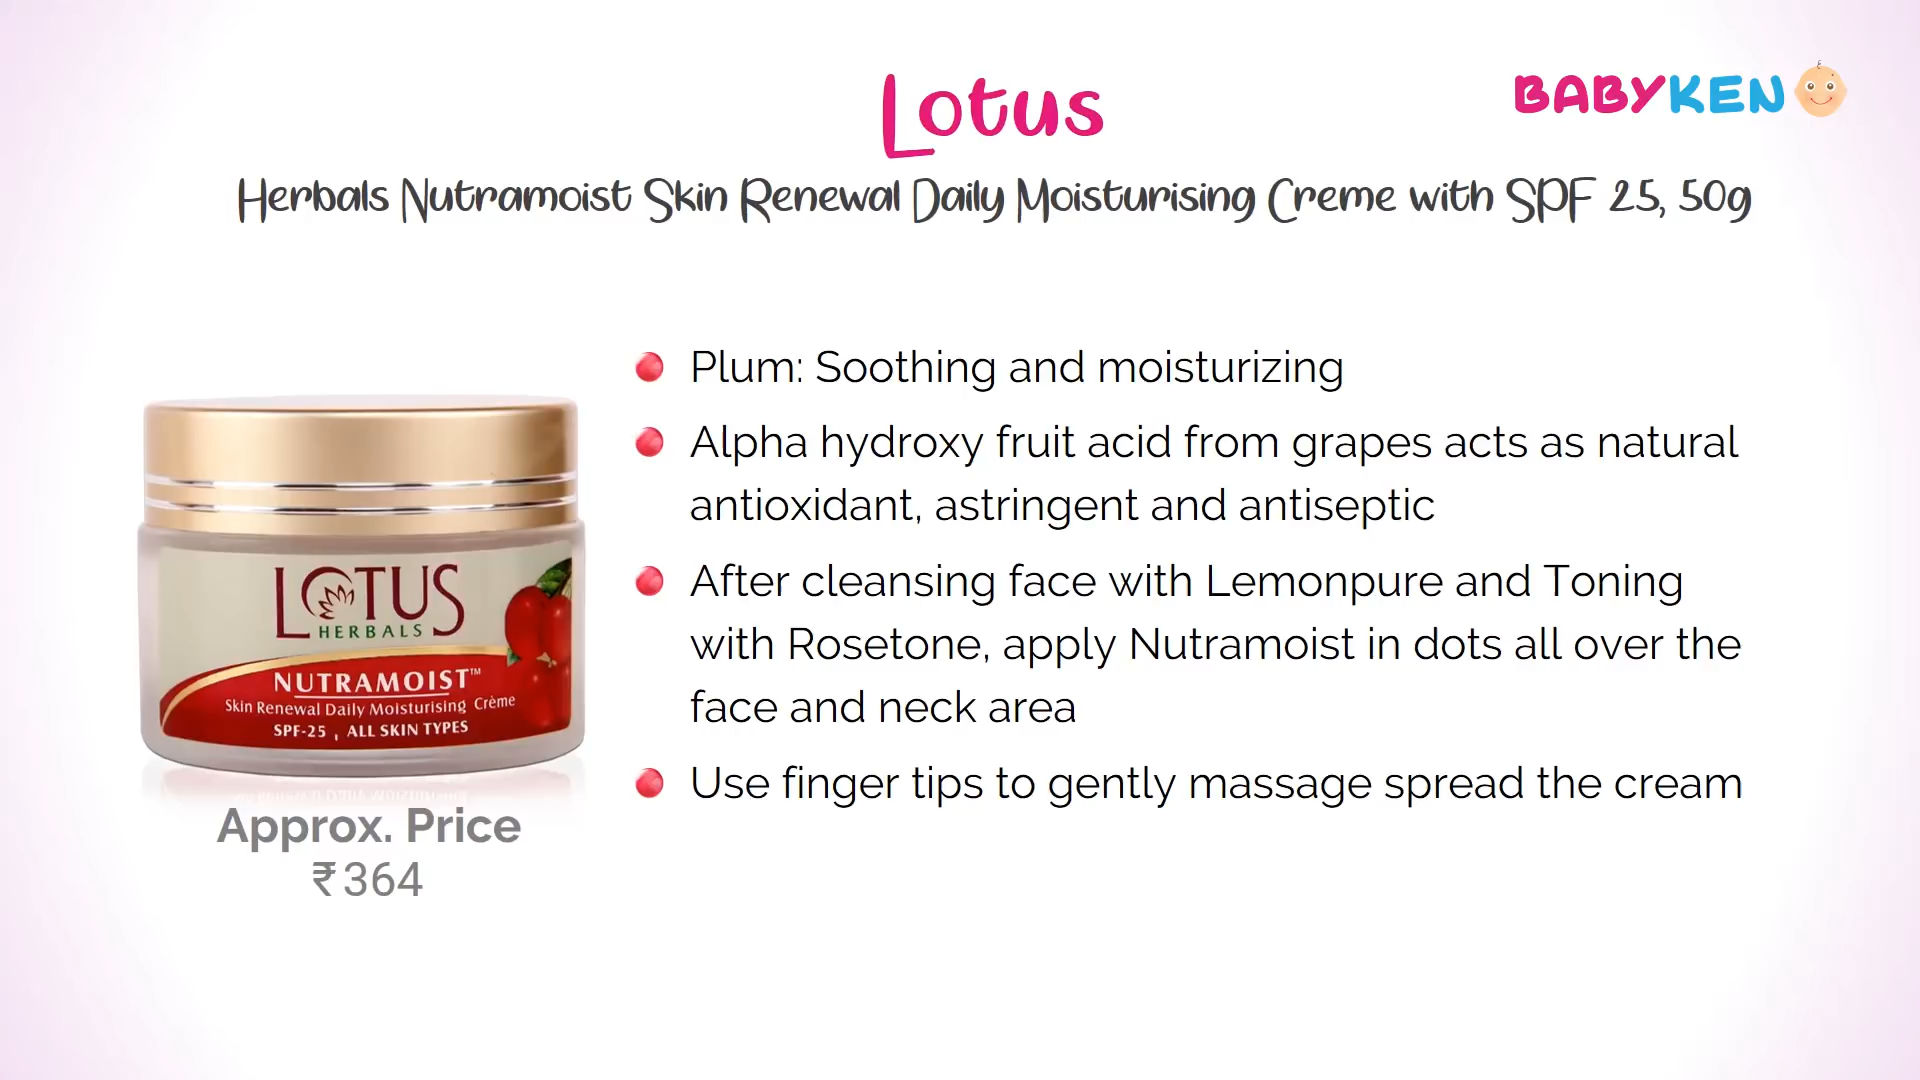 Lotus
BABYKEN
Herbals Nutramoist Skin Renewal Daily Moisturising Creme with SPF 25, 50g
Plum: Soothing and moisturizing
Alpha hydroxy fruit acid from grapes acts as natural
antioxidant, astringent and antiseptic
After cleansing face with Lemonpure and Toning
with Rosetone, apply Nutramoist in dots all over the
face and neck area
Use finger tips to gently massage spread the cream
LOTUS
HERBALS
NUTRAMOIST™
Skin Renewal Daily Moisturising Crème
SPF-25 , ALL SKIN TYPES
Approx. Price
₹364